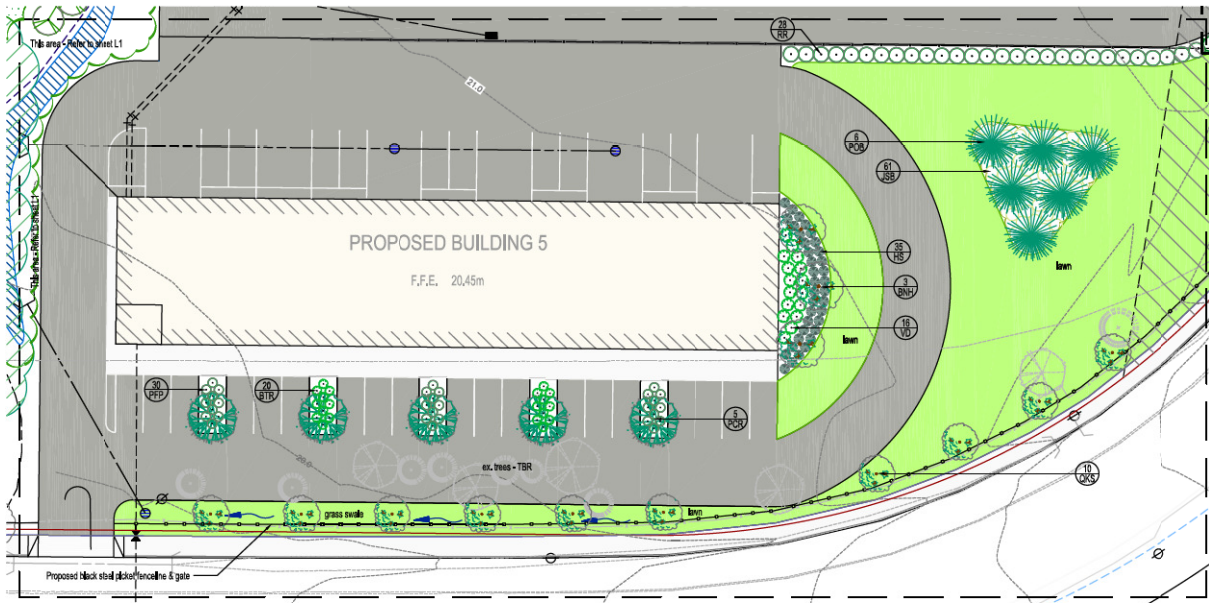 28
RR
This area - Refer to sheet L1
21.0
6
POB
61
JSB
This area - Refer to sheet L1
PROPOSED BUILDING 5
F.F.E. 20.45m
35
HS
lawn
3
BNH
16
VD
lawn
30
PFP
20
BTR
5
PCR
ex. trees - TBR
10
QKS
grass swale
lawn
Proposed black steel picket fenceline & gate